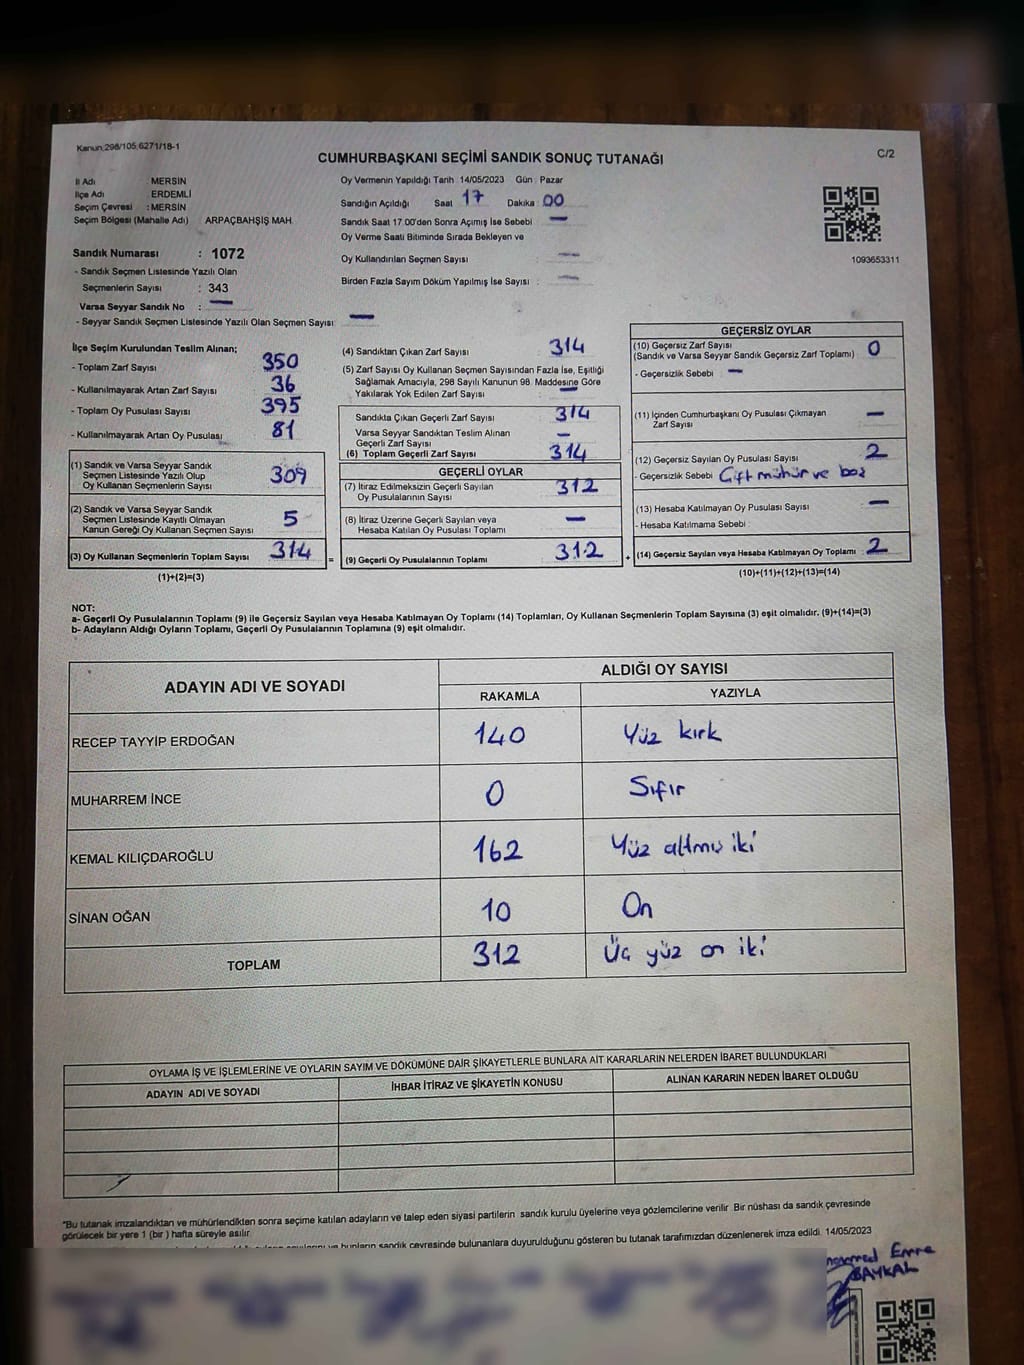 Kanun;298/105;6271/18-1
C/2
CUMHURBAŞKANI SEÇİMİ SANDIK SONUÇ TUTANAĞI
İl Adı : MERSİN
İlçe Adı : ERDEMLİ
Seçim Çevresi : MERSİN
Seçim Bölgesi (Mahalle Adı) ARPAÇBAHŞİŞ MAH.
Sandık Numarası : 1072
- Sandık Seçmen Listesinde Yazılı Olan
Seçmenlerin Sayısı : 343
Varsa Seyyar Sandık No : —
- Seyyar Sandık Seçmen Listesinde Yazılı Olan Seçmen Sayısı: —
Oy Vermenin Yapıldığı Tarih :14/05/2023 Gün : Pazar
Sandığın Açıldığı Saat 17 Dakika 00
Sandık Saat 17.00'den Sonra Açımış İse Sebebi : —
Oy Verme Saati Bitiminde Sırada Bekleyen ve
Oy Kullandırılan Seçmen Sayısı : —
Birden Fazla Sayım Döküm Yapılmış İse Sayısı : —
1093653311
İlçe Seçim Kurulundan Teslim Alınan;
- Toplam Zarf Sayısı 350
- Kullanılmayarak Artan Zarf Sayısı 36
- Toplam Oy Pusulası Sayısı 395
- Kullanılmayarak Artan Oy Pusulası 81
(1) Sandık ve Varsa Seyyar Sandık
Seçmen Listesinde Yazılı Olup
Oy Kullanan Seçmenlerin Sayısı 309
(2) Sandık ve Varsa Seyyar Sandık
Seçmen Listesinde Kayıtlı Olmayan
Kanun Gereği Oy Kullanan Seçmen Sayısı 5
(3) Oy Kullanan Seçmenlerin Toplam Sayısı 314 =
(1)+(2)=(3)
(4) Sandıktan Çıkan Zarf Sayısı 314
(5) Zarf Sayısı Oy Kullanan Seçmen Sayısından Fazla İse, Eşitliği
Sağlamak Amacıyla, 298 Sayılı Kanunun 98. Maddesine Göre
Yakılarak Yok Edilen Zarf Sayısı —
Sandıkta Çıkan Geçerli Zarf Sayısı 314
Varsa Seyyar Sandıktan Teslim Alınan
Geçerli Zarf Sayısı —
(6) Toplam Geçerli Zarf Sayısı 314
GEÇERLİ OYLAR
(7) İtiraz Edilmeksizin Geçerli Sayılan
Oy Pusulalarının Sayısı 312
(8) İtiraz Üzerine Geçerli Sayılan veya
Hesaba Katılan Oy Pusulası Toplamı —
(9) Geçerli Oy Pusulalarının Toplamı 312 +
GEÇERSİZ OYLAR
(10) Geçersiz Zarf Sayısı
(Sandık ve Varsa Seyyar Sandık Geçersiz Zarf Toplamı) 0
- Geçersizlik Sebebi : —
(11) İçinden Cumhurbaşkanı Oy Pusulası Çıkmayan
Zarf Sayısı —
(12) Geçersiz Sayılan Oy Pusulası Sayısı 2
- Geçersizlik Sebebi : Çift mühür ve boş
(13) Hesaba Katılmayan Oy Pusulası Sayısı —
- Hesaba Katılmama Sebebi :
(14) Geçersiz Sayılan veya Hesaba Katılmayan Oy Toplamı 2
(10)+(11)+(12)+(13)=(14)
NOT:
a- Geçerli Oy Pusulalarının Toplamı (9) ile Geçersiz Sayılan veya Hesaba Katılmayan Oy Toplamı (14) Toplamları, Oy Kullanan Seçmenlerin Toplam Sayısına (3) eşit olmalıdır. (9)+(14)=(3)
b- Adayların Aldığı Oyların Toplamı, Geçerli Oy Pusulalarının Toplamına (9) eşit olmalıdır.
ADAYIN ADI VE SOYADI
ALDIĞI OY SAYISI
RAKAMLA YAZIYLA
RECEP TAYYİP ERDOĞAN 140 Yüz kırk
MUHARREM İNCE 0 Sıfır
KEMAL KILIÇDAROĞLU 162 Yüz altmış iki
SİNAN OĞAN 10 On
TOPLAM 312 Üç yüz on iki
OYLAMA İŞ VE İŞLEMLERİNE VE OYLARIN SAYIM VE DÖKÜMÜNE DAİR ŞİKAYETLERLE BUNLARA AİT KARARLARIN NELERDEN İBARET BULUNDUKLARI
ADAYIN ADI VE SOYADI İHBAR İTİRAZ VE ŞİKAYETİN KONUSU ALINAN KARARIN NEDEN İBARET OLDUĞU
"Bu tutanak imzalandıktan ve mühürlendikten sonra seçime katılan adayların ve talep eden siyasi partilerin sandık kurulu üyelerine veya gözlemcilerine verilir. Bir nüshası da sandık çevresinde
görülecek bir yere 1 (bir ) hafta süreyle asılır.
bunların sandık çevresinde bulunanlara duyurulduğunu gösteren bu tutanak tarafımızdan düzenlenerek imza edildi. 14/05/2023
Emre
BAYKAL